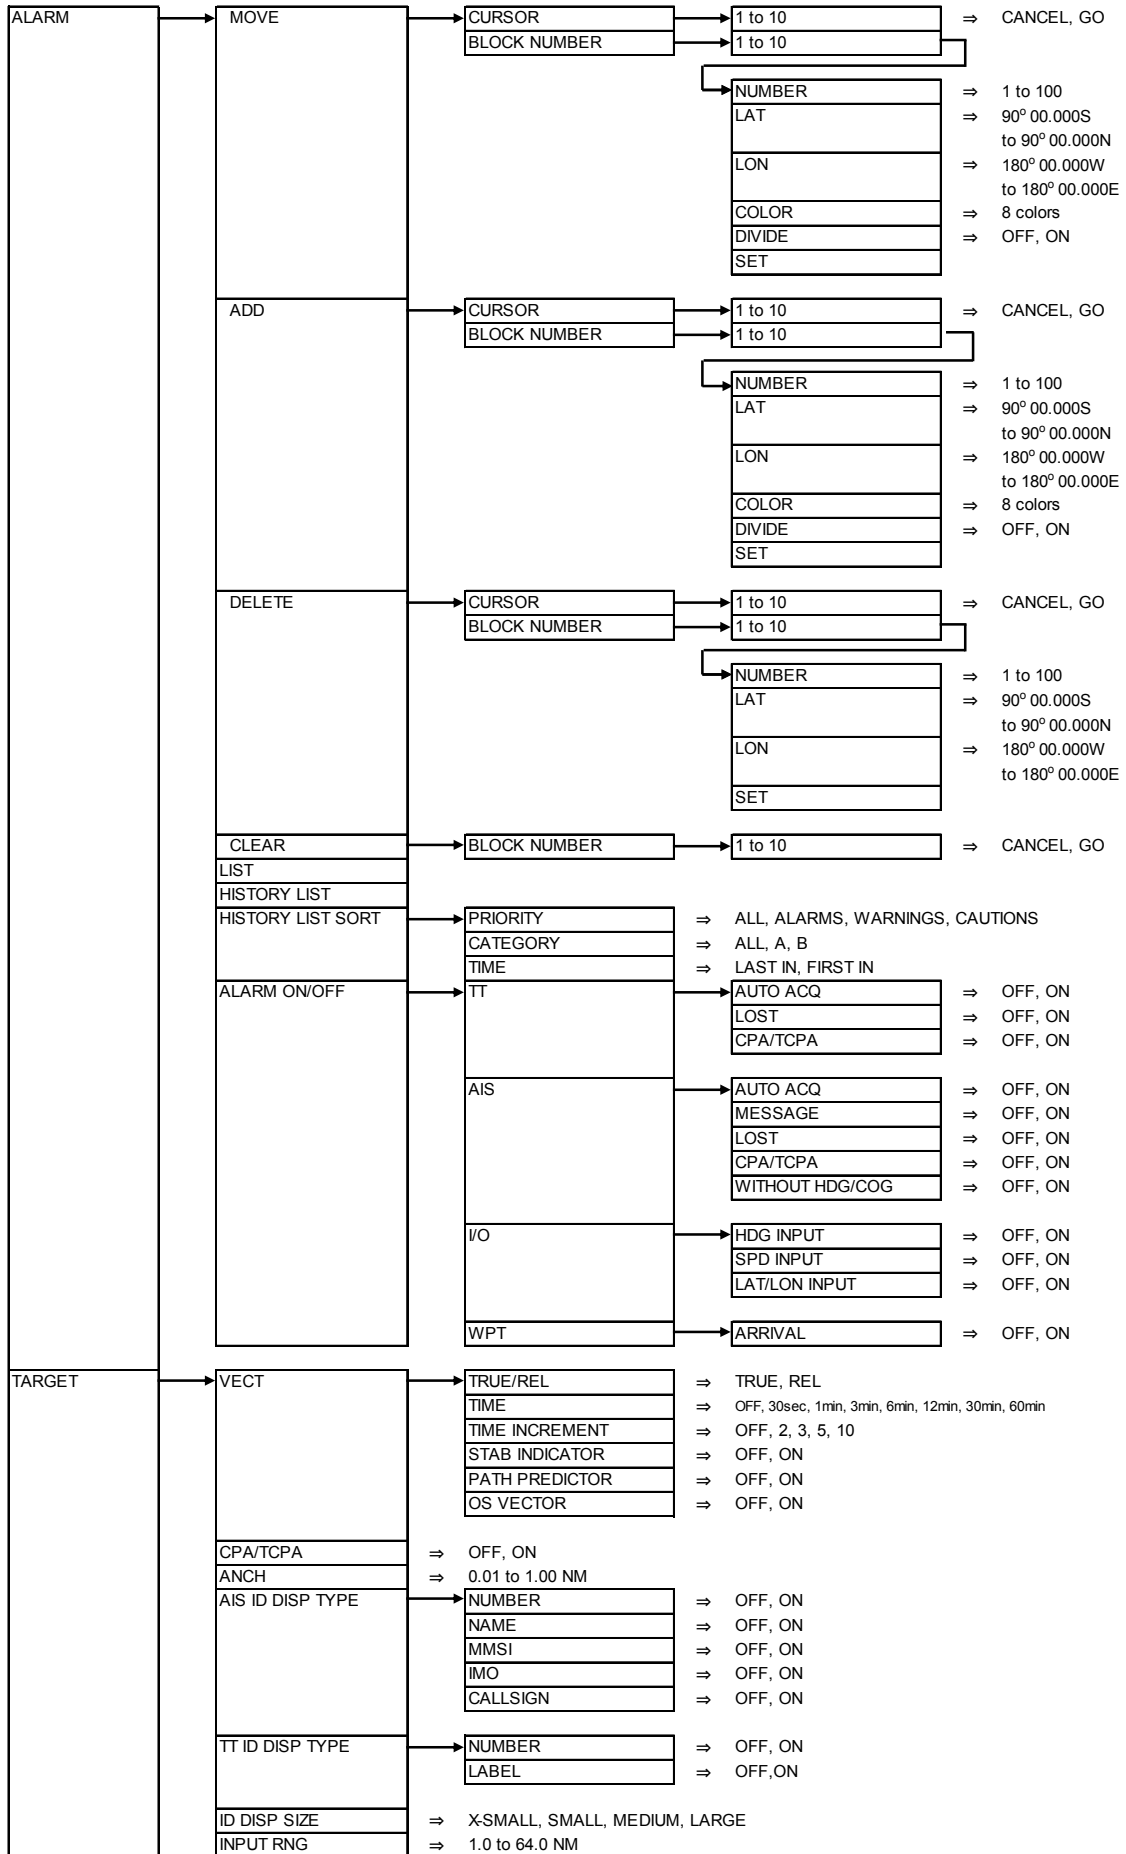 ALARM MOVE CURSOR 1 to 10 ⇒ CANCEL, GO
BLOCK NUMBER 1 to 10
NUMBER ⇒ 1 to 100
LAT ⇒ 90° 00.000S
to 90° 00.000N
LON ⇒ 180° 00.000W
to 180° 00.000E
COLOR ⇒ 8 colors
DIVIDE ⇒ OFF, ON
SET
ADD CURSOR 1 to 10 ⇒ CANCEL, GO
BLOCK NUMBER 1 to 10
NUMBER ⇒ 1 to 100
LAT ⇒ 90° 00.000S
to 90° 00.000N
LON ⇒ 180° 00.000W
to 180° 00.000E
COLOR ⇒ 8 colors
DIVIDE ⇒ OFF, ON
SET
DELETE CURSOR 1 to 10 ⇒ CANCEL, GO
BLOCK NUMBER 1 to 10
NUMBER ⇒ 1 to 100
LAT ⇒ 90° 00.000S
to 90° 00.000N
LON ⇒ 180° 00.000W
to 180° 00.000E
SET
CLEAR BLOCK NUMBER 1 to 10 ⇒ CANCEL, GO
LIST
HISTORY LIST
HISTORY LIST SORT PRIORITY ⇒ ALL, ALARMS, WARNINGS, CAUTIONS
CATEGORY ⇒ ALL, A, B
TIME ⇒ LAST IN, FIRST IN
ALARM ON/OFF TT AUTO ACQ ⇒ OFF, ON
LOST ⇒ OFF, ON
CPA/TCPA ⇒ OFF, ON
AIS AUTO ACQ ⇒ OFF, ON
MESSAGE ⇒ OFF, ON
LOST ⇒ OFF, ON
CPA/TCPA ⇒ OFF, ON
WITHOUT HDG/COG ⇒ OFF, ON
I/O HDG INPUT ⇒ OFF, ON
SPD INPUT ⇒ OFF, ON
LAT/LON INPUT ⇒ OFF, ON
WPT ARRIVAL ⇒ OFF, ON
TARGET VECT TRUE/REL ⇒ TRUE, REL
TIME ⇒ OFF, 30sec, 1min, 3min, 6min, 12min, 30min, 60min
TIME INCREMENT ⇒ OFF, 2, 3, 5, 10
STAB INDICATOR ⇒ OFF, ON
PATH PREDICTOR ⇒ OFF, ON
OS VECTOR ⇒ OFF, ON
CPA/TCPA ⇒ OFF, ON
ANCH ⇒ 0.01 to 1.00 NM
AIS ID DISP TYPE NUMBER ⇒ OFF, ON
NAME ⇒ OFF, ON
MMSI ⇒ OFF, ON
IMO ⇒ OFF, ON
CALLSIGN ⇒ OFF, ON
TT ID DISP TYPE NUMBER ⇒ OFF, ON
LABEL ⇒ OFF,ON
ID DISP SIZE ⇒ X-SMALL, SMALL, MEDIUM, LARGE
INPUT RNG ⇒ 1.0 to 64.0 NM